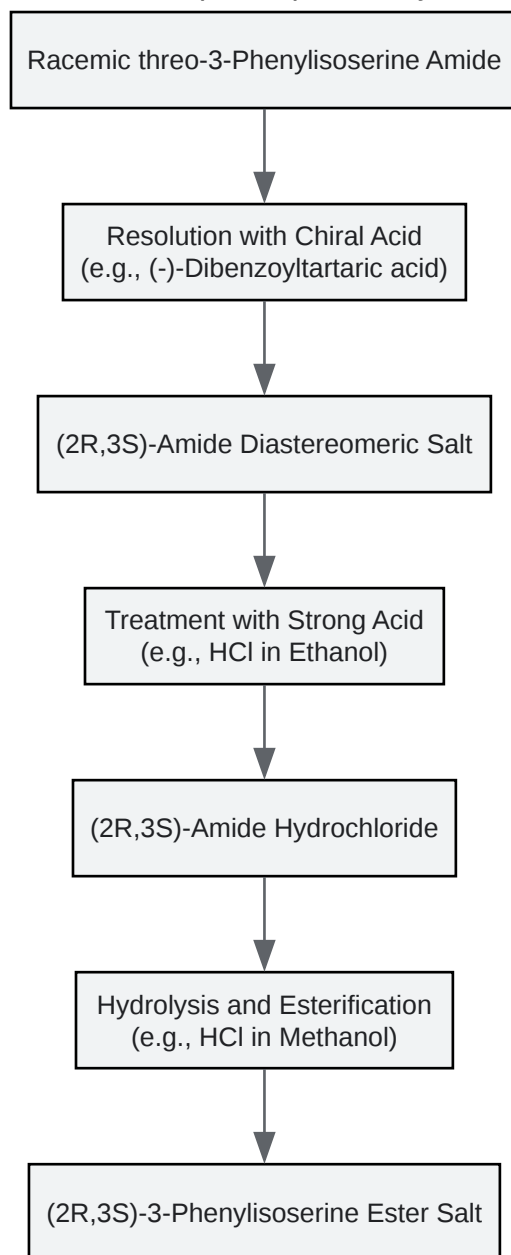 Racemic threo-3-Phenylisoserine Amide
Resolution with Chiral Acid
(e.g., (-)-Dibenzoyltartaric acid)
(2R,3S)-Amide Diastereomeric Salt
Treatment with Strong Acid
(e.g., HCl in Ethanol)
(2R,3S)-Amide Hydrochloride
Hydrolysis and Esterification
(e.g., HCl in Methanol)
(2R,3S)-3-Phenylisoserine Ester Salt